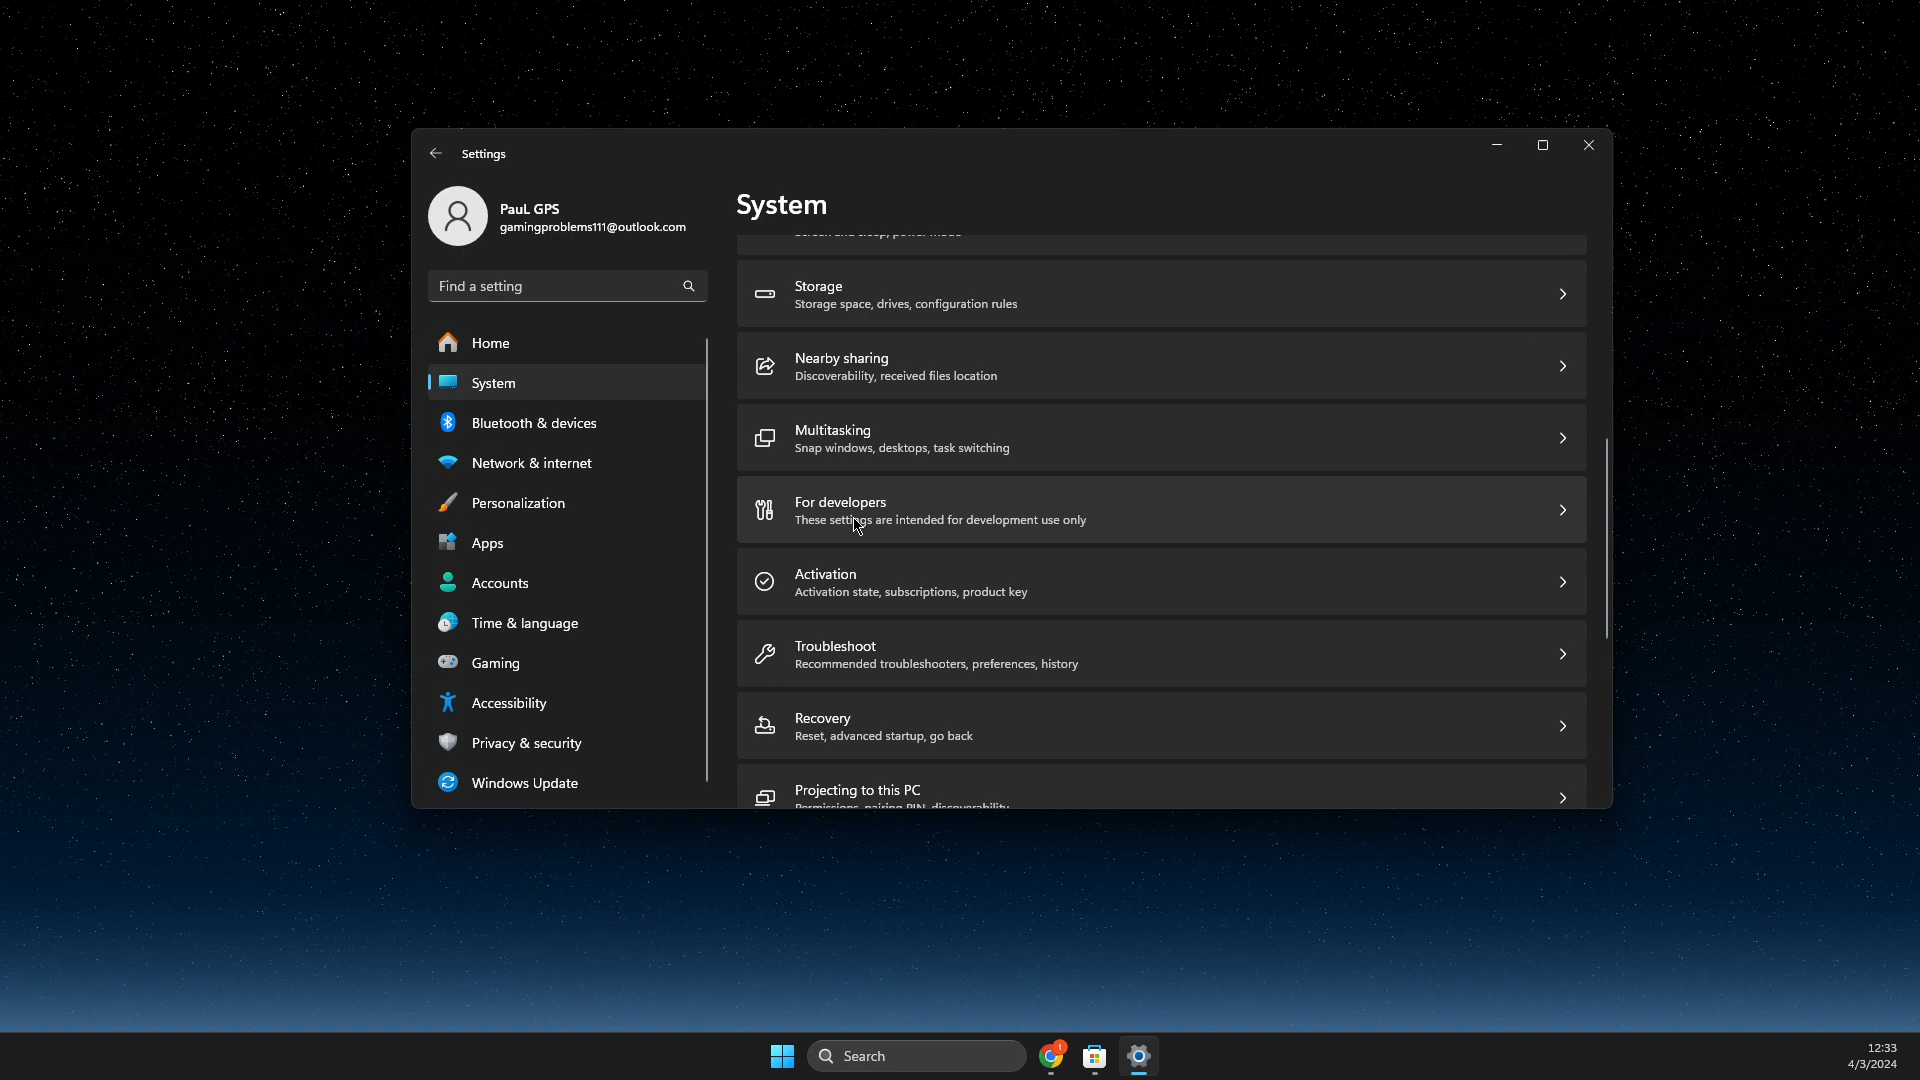 Settings
PauL GPS
gamingproblems111@outlook.com
Find a setting
Home
System
Bluetooth & devices
Network & internet
Personalization
Apps
Accounts
Time & language
Gaming
Accessibility
Privacy & security
Windows Update
System
Storage
Storage space, drives, configuration rules
Nearby sharing
Discoverability, received files location
Multitasking
Snap windows, desktops, task switching
For developers
These settings are intended for development use only
Activation
Activation state, subscriptions, product key
Troubleshoot
Recommended troubleshooters, preferences, history
Recovery
Reset, advanced startup, go back
Projecting to this PC
Permissions, pairing PIN, discoverability
Search
t
12:33
4/3/2024